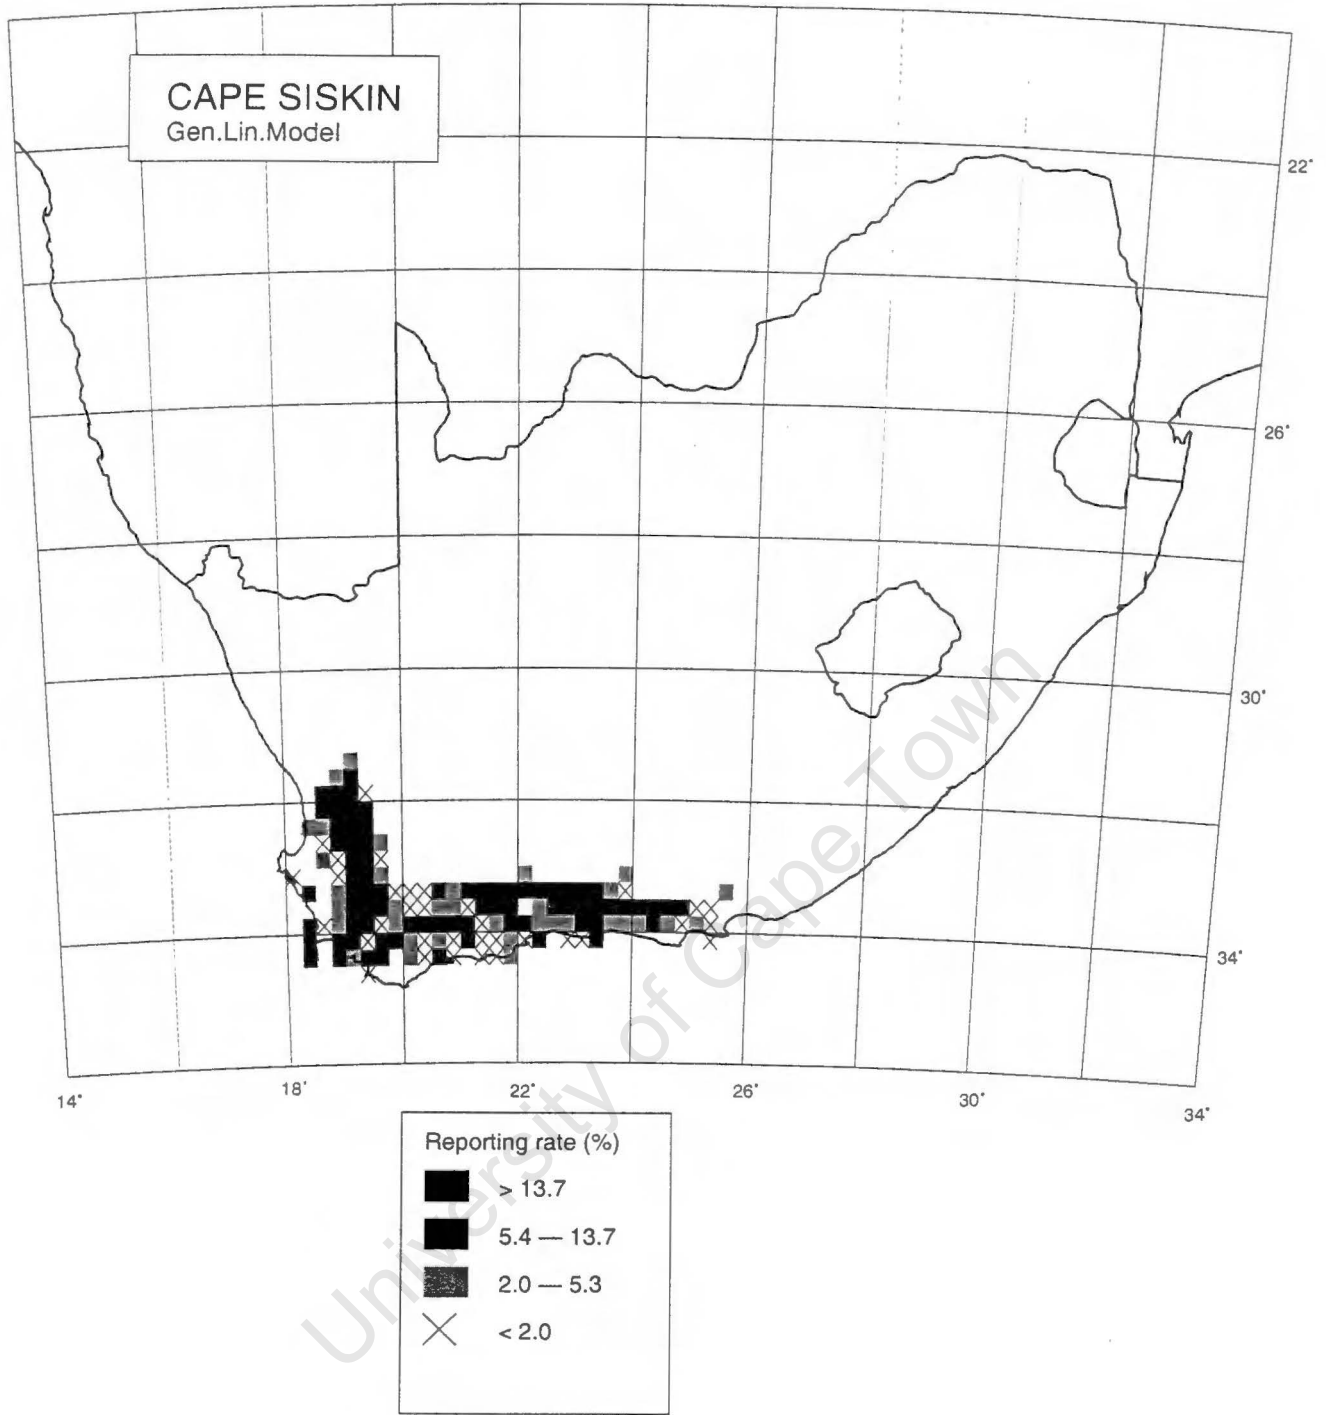 CAPE SISKIN
Gen.Lin.Model
22°
26°
30°
34°
14°
18°
22°
26°
30°
34°
Reporting rate (%)
> 13.7
5.4 — 13.7
2.0 — 5.3
< 2.0
University of Cape Town